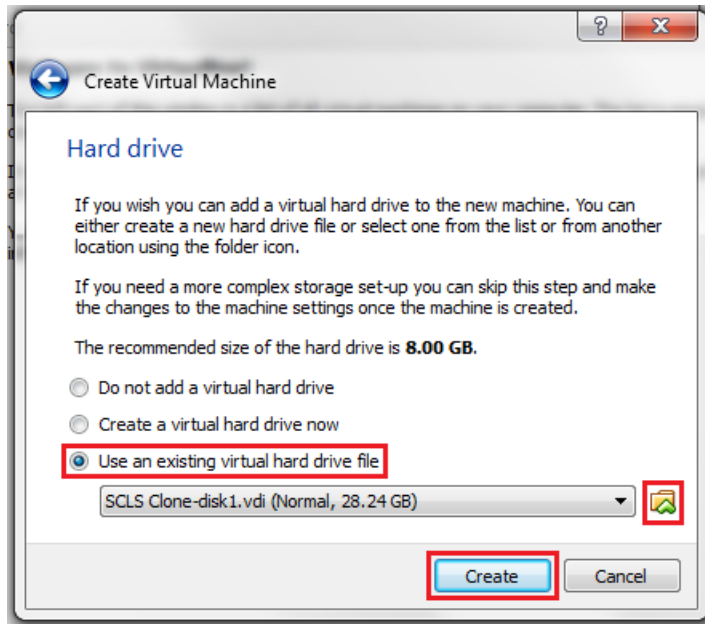 Create Virtual Machine
Hard drive
If you wish you can add a virtual hard drive to the new machine. You can
either create a new hard drive file or select one from the list or from another
location using the folder icon.
If you need a more complex storage set-up you can skip this step and make
the changes to the machine settings once the machine is created.
The recommended size of the hard drive is 8.00 GB.
Do not add a virtual hard drive
Create a virtual hard drive now
Use an existing virtual hard drive file
SCLS Clone-disk1.vdi (Normal, 28.24 GB)
Create
Cancel